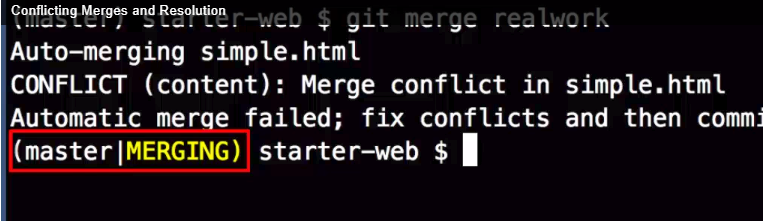 Conflicting Merges and Resolution
(master) starter-web $ git merge realwork
Auto-merging simple.html
CONFLICT (content): Merge conflict in simple.html
Automatic merge failed; fix conflicts and then commi
(master|MERGING) starter-web $